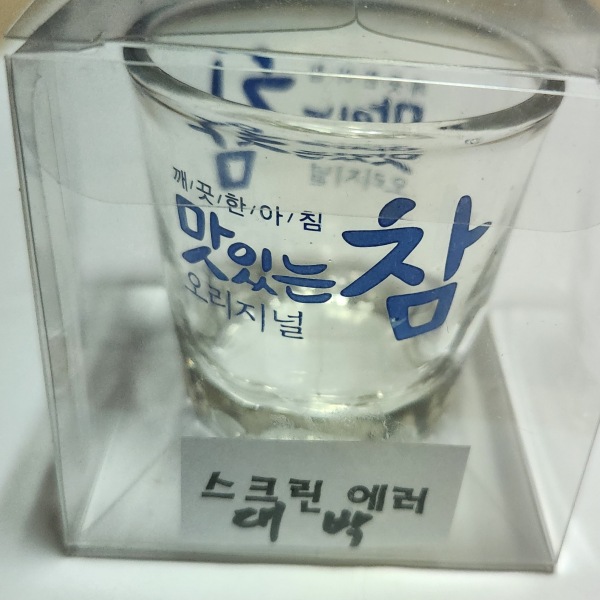 깨/끗/한/아/침
맛있는 참
오리지널
스크린 에러
대박